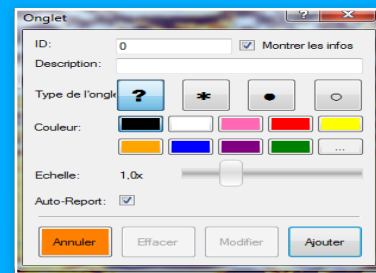 Onglet
ID: 0 Montrer les infos
Description:
Type de l'ongle ? * ● ○
Couleur:
...
Echelle: 1,0x
Auto-Report:
Annuler Effacer Modifier Ajouter